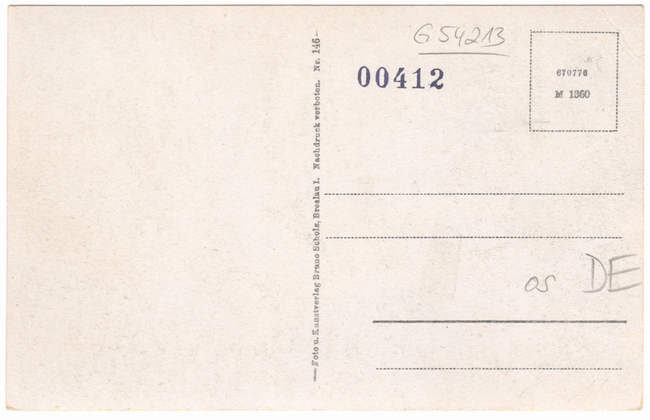 G54213
00412
670776
M 1360
— Foto u. Kunstverlag Bruno Scholz, Breslau I. Nachdruck verboten. Nr. 146 —
os DE